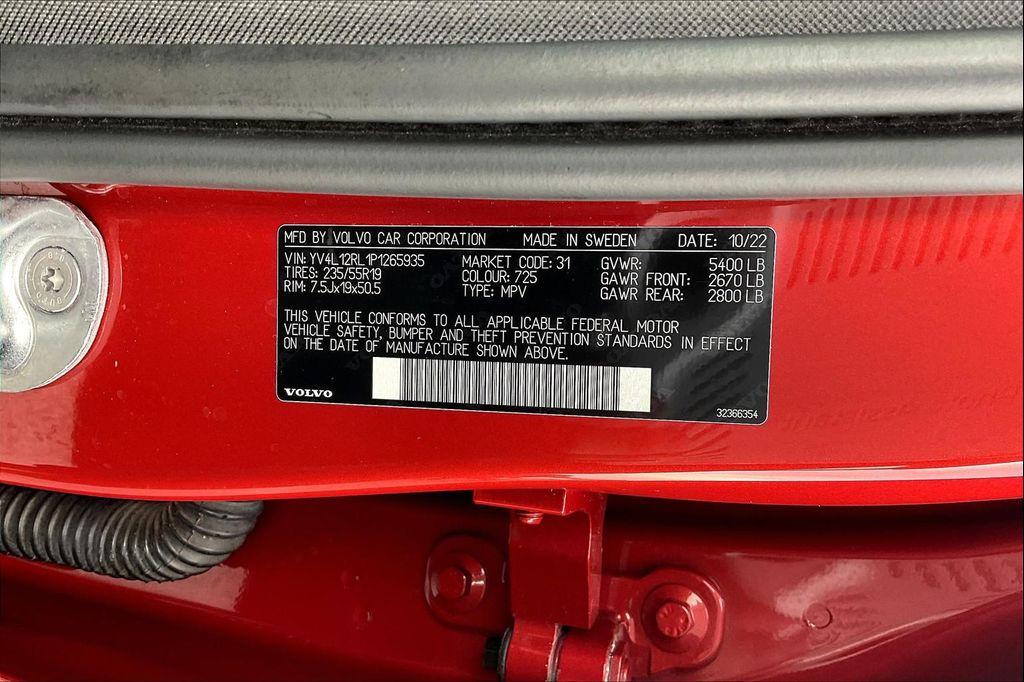 MFD BY VOLVO CAR CORPORATION MADE IN SWEDEN DATE: 10/22
VIN: YV4L12RL1P1265935 MARKET CODE: 31 GVWR: 5400 LB
TIRES: 235/55R19 COLOUR: 725 GAWR FRONT: 2670 LB
RIM: 7.5Jx19x50.5 TYPE: MPV GAWR REAR: 2800 LB
THIS VEHICLE CONFORMS TO ALL APPLICABLE FEDERAL MOTOR
VEHICLE SAFETY, BUMPER AND THEFT PREVENTION STANDARDS IN EFFECT
ON THE DATE OF MANUFACTURE SHOWN ABOVE.
VOLVO
32366354